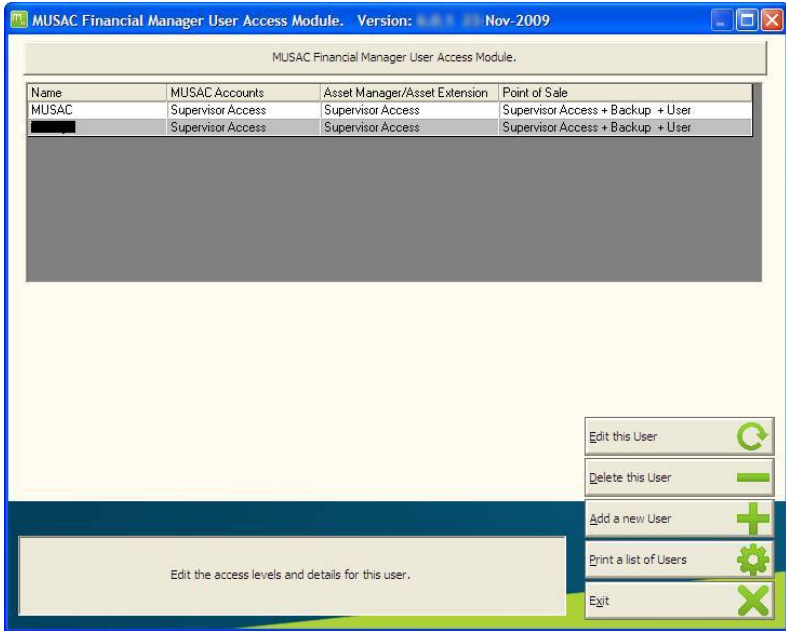 MUSAC Financial Manager User Access Module. Version: Nov-2009
MUSAC Financial Manager User Access Module.
Name MUSAC Accounts Asset Manager/Asset Extension Point of Sale
MUSAC Supervisor Access Supervisor Access Supervisor Access + Backup + User
Supervisor Access Supervisor Access Supervisor Access + Backup + User
Edit this User
Delete this User
Add a new User
Print a list of Users
Edit the access levels and details for this user.
Exit